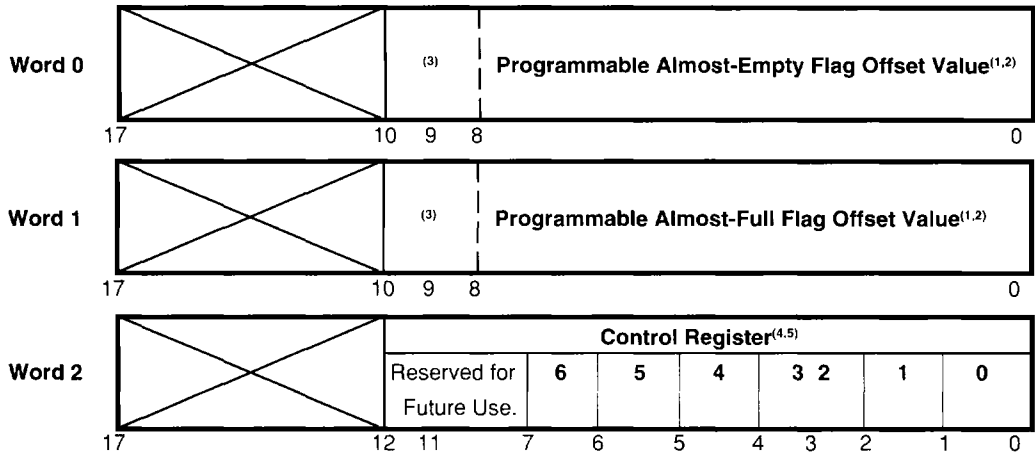 Word 0
(3)
Programmable Almost-Empty Flag Offset Value(1,2)
17 10 9 8 0
Word 1
(3)
Programmable Almost-Full Flag Offset Value(1,2)
17 10 9 8 0
Word 2
Control Register(4.5)
Reserved for
Future Use.
6 5 4 3 2 1 0
17 12 11 7 6 5 4 3 2 1 0